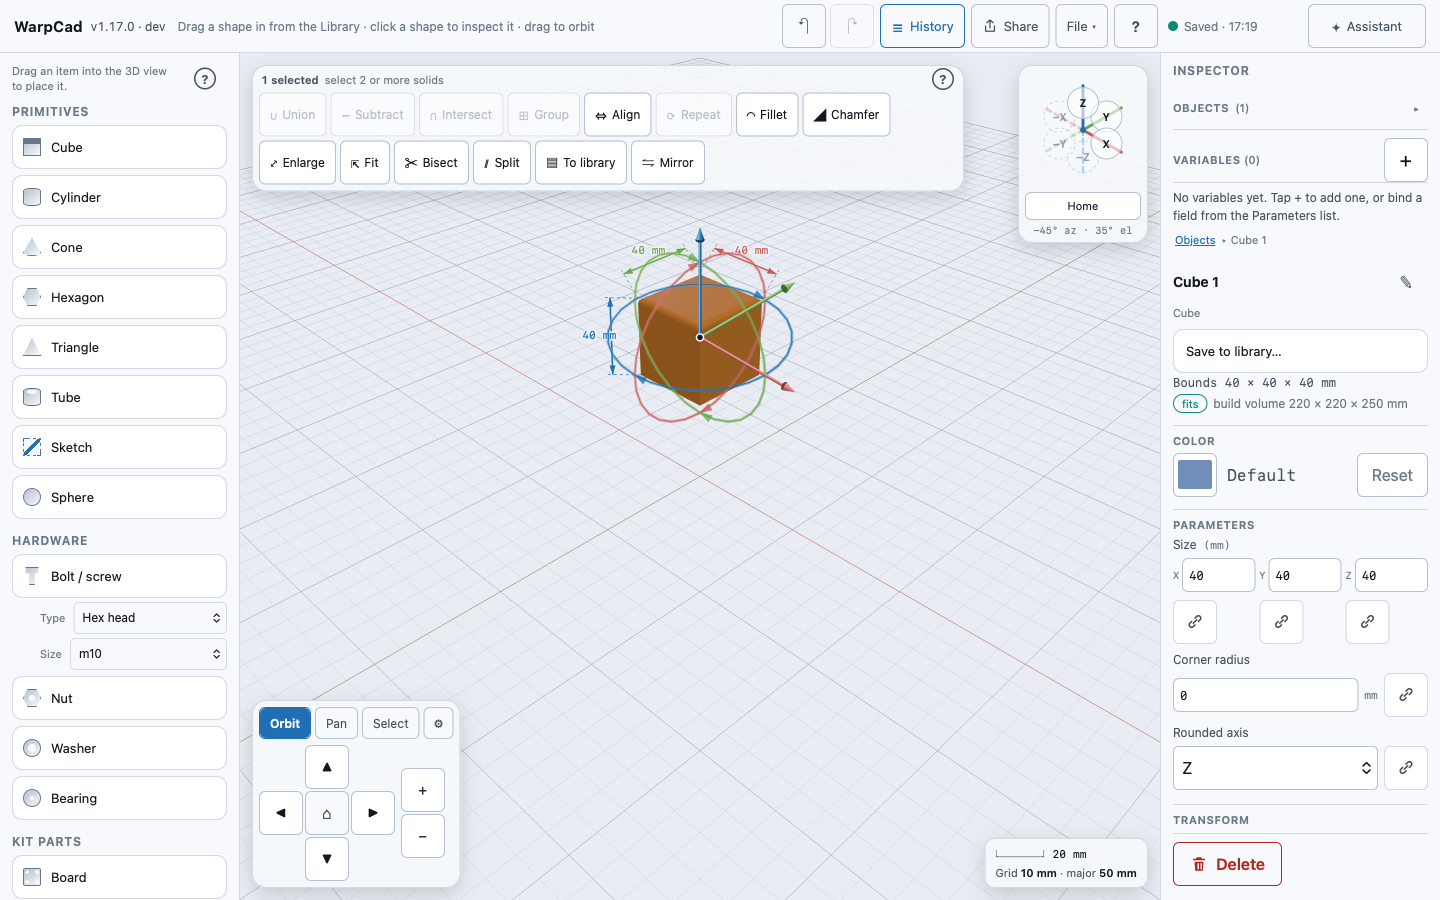 WarpCad v1.17.0 · dev Drag a shape in from the Library · click a shape to inspect it · drag to orbit
History
Share
File
?
Saved · 17:19
Assistant
Drag an item into the 3D view
to place it.
?
PRIMITIVES
Cube
Cylinder
Cone
Hexagon
Triangle
Tube
Sketch
Sphere
HARDWARE
Bolt / screw
Type Hex head
Size m10
Nut
Washer
Bearing
KIT PARTS
Board
1 selected select 2 or more solids
?
Union
Subtract
Intersect
Group
Align
Repeat
Fillet
Chamfer
Enlarge
Fit
Bisect
Split
To library
Mirror
40 mm
40 mm
40 mm
Z
Y
X
−X
−Y
−Z
Home
−45° az · 35° el
Orbit
Pan
Select
+
−
20 mm
Grid 10 mm · major 50 mm
INSPECTOR
OBJECTS (1)
VARIABLES (0)
+
No variables yet. Tap + to add one, or bind a
field from the Parameters list.
Objects ▸ Cube 1
Cube 1
Cube
Save to library...
Bounds 40 × 40 × 40 mm
fits build volume 220 × 220 × 250 mm
COLOR
Default
Reset
PARAMETERS
Size (mm)
X 40 Y 40 Z 40
Corner radius
0 mm
Rounded axis
Z
TRANSFORM
Delete